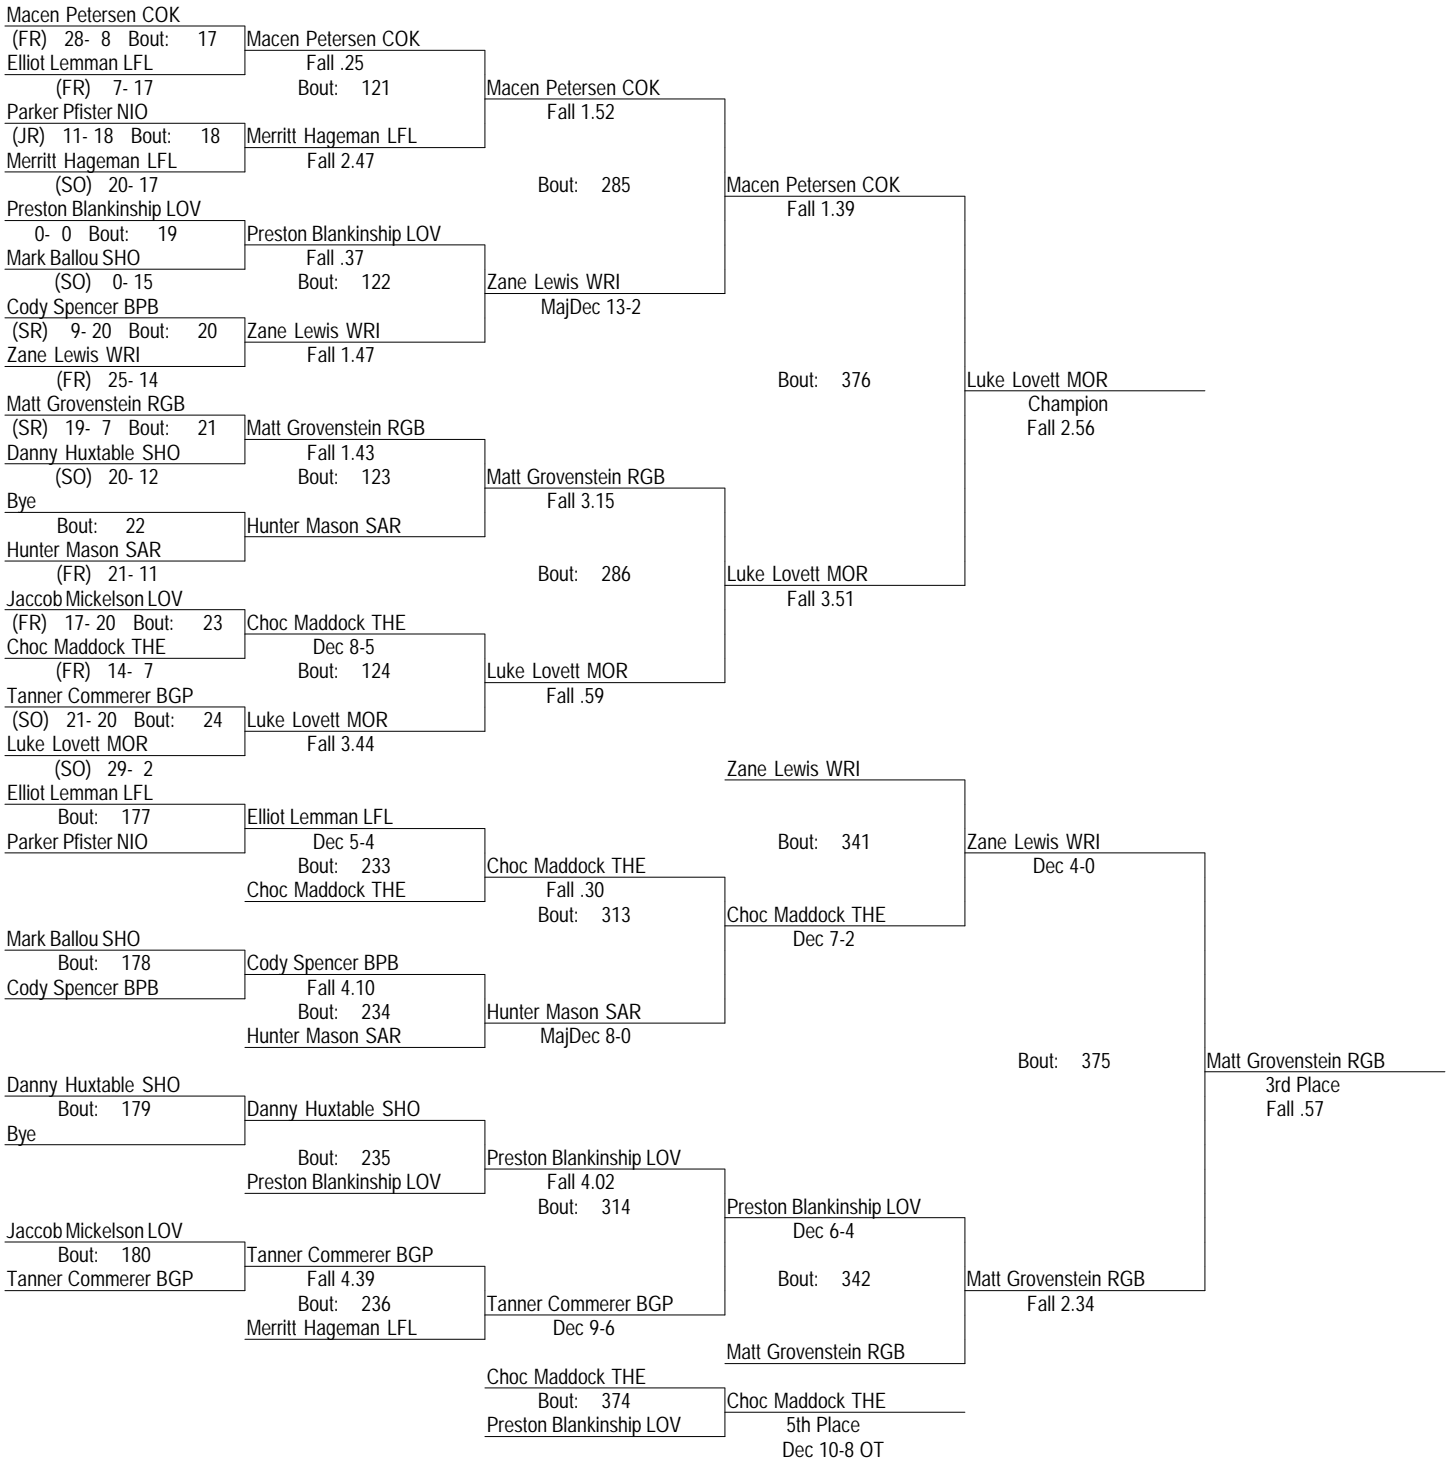 Macen Petersen COK
(FR) 28- 8 Bout: 17 Macen Petersen COK
Elliot Lemman LFL Fall .25
(FR) 7- 17 Bout: 121 Macen Petersen COK
Parker Pfister NIO Fall 1.52
(JR) 11- 18 Bout: 18 Merritt Hageman LFL
Merritt Hageman LFL Fall 2.47
(SO) 20- 17 Bout: 285 Macen Petersen COK
Preston Blankinship LOV Fall 1.39
0- 0 Bout: 19 Preston Blankinship LOV
Mark Ballou SHO Fall .37
(SO) 0- 15 Bout: 122 Zane Lewis WRI
Cody Spencer BPB MajDec 13-2
(SR) 9- 20 Bout: 20 Zane Lewis WRI
Zane Lewis WRI Fall 1.47
(FR) 25- 14 Bout: 376 Luke Lovett MOR
Matt Grovenstein RGB Champion
(SR) 19- 7 Bout: 21 Matt Grovenstein RGB Fall 2.56
Danny Huxtable SHO Fall 1.43
(SO) 20- 12 Bout: 123 Matt Grovenstein RGB
Bye Fall 3.15
Bout: 22 Hunter Mason SAR
Hunter Mason SAR
(FR) 21- 11 Bout: 286 Luke Lovett MOR
Jaccob Mickelson LOV Fall 3.51
(FR) 17- 20 Bout: 23 Choc Maddock THE
Choc Maddock THE Dec 8-5
(FR) 14- 7 Bout: 124 Luke Lovett MOR
Tanner Commerer BGP Fall .59
(SO) 21- 20 Bout: 24 Luke Lovett MOR
Luke Lovett MOR Fall 3.44
(SO) 29- 2 Zane Lewis WRI
Elliot Lemman LFL
Bout: 177 Elliot Lemman LFL
Parker Pfister NIO Dec 5-4 Bout: 341 Zane Lewis WRI
Bout: 233 Choc Maddock THE Dec 4-0
Choc Maddock THE Fall .30
Bout: 313 Choc Maddock THE
Mark Ballou SHO Dec 7-2
Bout: 178 Cody Spencer BPB
Cody Spencer BPB Fall 4.10
Bout: 234 Hunter Mason SAR
Hunter Mason SAR MajDec 8-0
Bout: 375 Matt Grovenstein RGB
Danny Huxtable SHO 3rd Place
Bout: 179 Danny Huxtable SHO Fall .57
Bye
Bout: 235 Preston Blankinship LOV
Preston Blankinship LOV Fall 4.02
Bout: 314 Preston Blankinship LOV
Jaccob Mickelson LOV Dec 6-4
Bout: 180 Tanner Commerer BGP
Tanner Commerer BGP Fall 4.39 Bout: 342 Matt Grovenstein RGB
Bout: 236 Tanner Commerer BGP Fall 2.34
Merritt Hageman LFL Dec 9-6
Matt Grovenstein RGB
Choc Maddock THE
Bout: 374 Choc Maddock THE
Preston Blankinship LOV 5th Place
Dec 10-8 OT